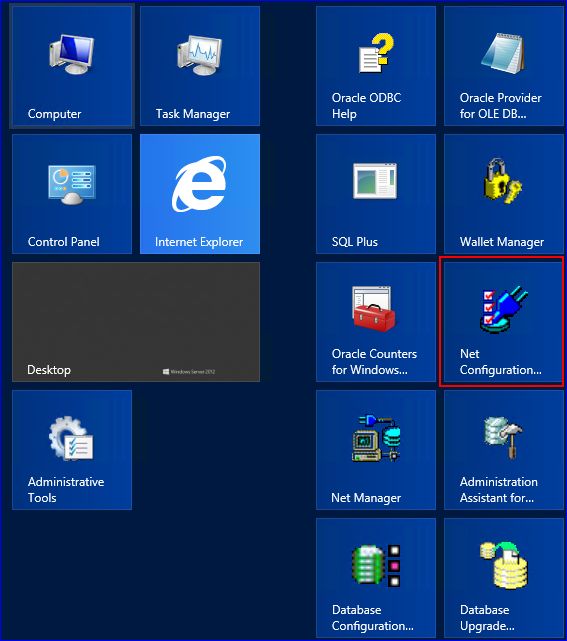 Computer
Task Manager
Oracle ODBC
Help
Oracle Provider
for OLE DB...
Control Panel
Internet Explorer
SQL Plus
Wallet Manager
Desktop
Windows Server 2012
Oracle Counters
for Windows...
Net
Configuration...
Administrative
Tools
Net Manager
Administration
Assistant for...
Database
Configuration...
Database
Upgrade...